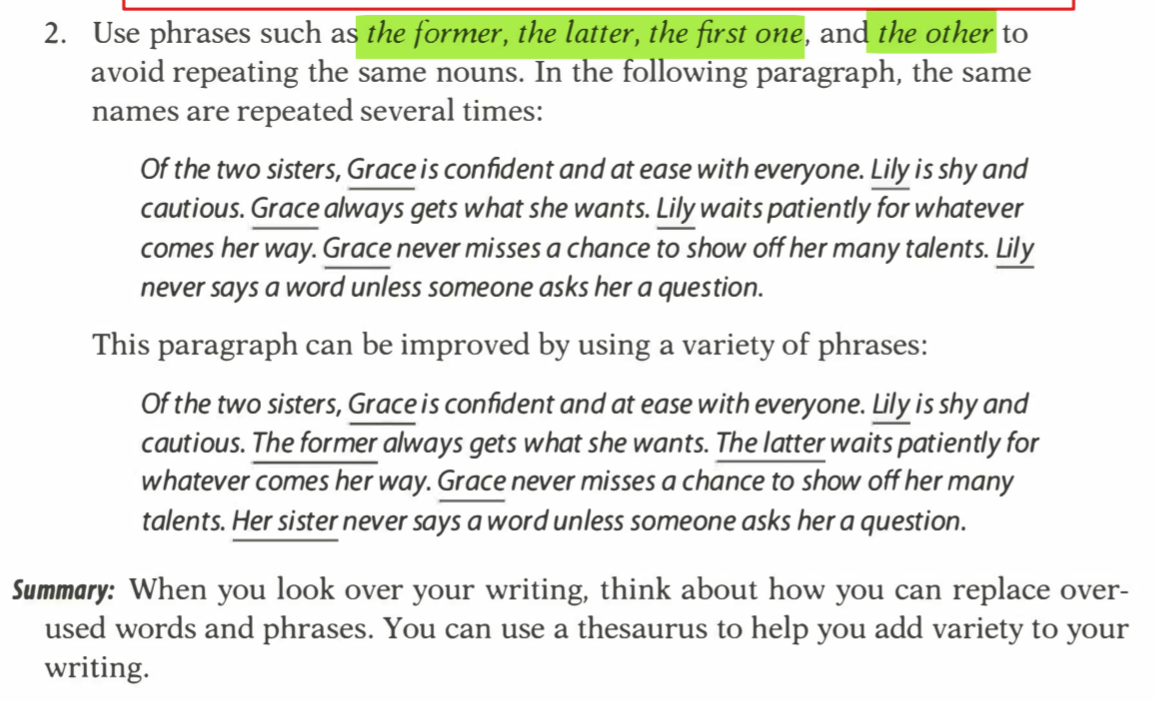 2. Use phrases such as the former, the latter, the first one, and the other to
avoid repeating the same nouns. In the following paragraph, the same
names are repeated several times:
Of the two sisters, Grace is confident and at ease with everyone. Lily is shy and
cautious. Grace always gets what she wants. Lily waits patiently for whatever
comes her way. Grace never misses a chance to show off her many talents. Lily
never says a word unless someone asks her a question.
This paragraph can be improved by using a variety of phrases:
Of the two sisters, Grace is confident and at ease with everyone. Lily is shy and
cautious. The former always gets what she wants. The latter waits patiently for
whatever comes her way. Grace never misses a chance to show off her many
talents. Her sister never says a word unless someone asks her a question.
Summary: When you look over your writing, think about how you can replace over-
used words and phrases. You can use a thesaurus to help you add variety to your
writing.